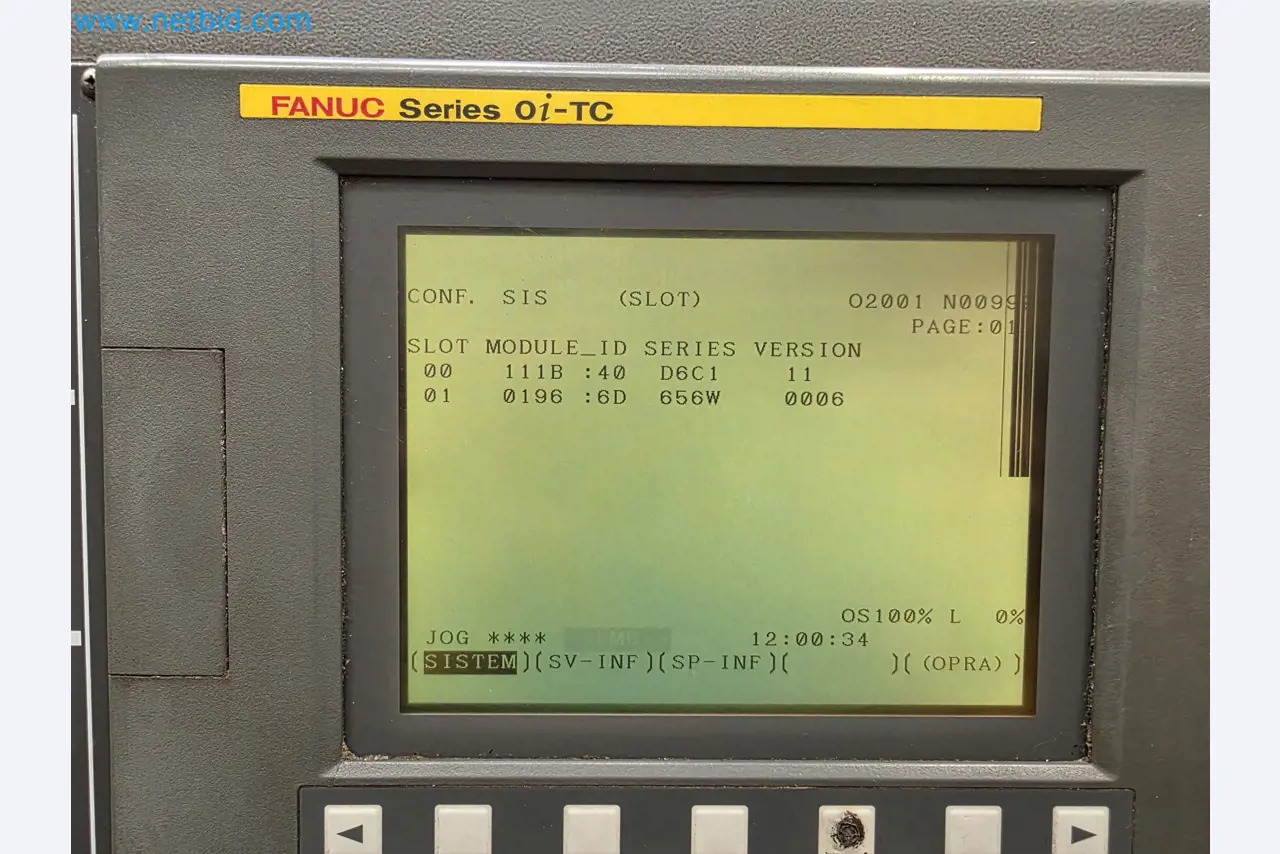 www.netbid.com
FANUC Series 0i-TC
CONF. SIS (SLOT) O2001 N0099
PAGE:01
SLOT MODULE_ID SERIES VERSION
00 111B :40 D6C1 11
01 0196 :6D 656W 0006
OS100% L 0%
JOG **** 12:00:34
(SISTEM)(SV-INF)(SP-INF)( )((OPRA))